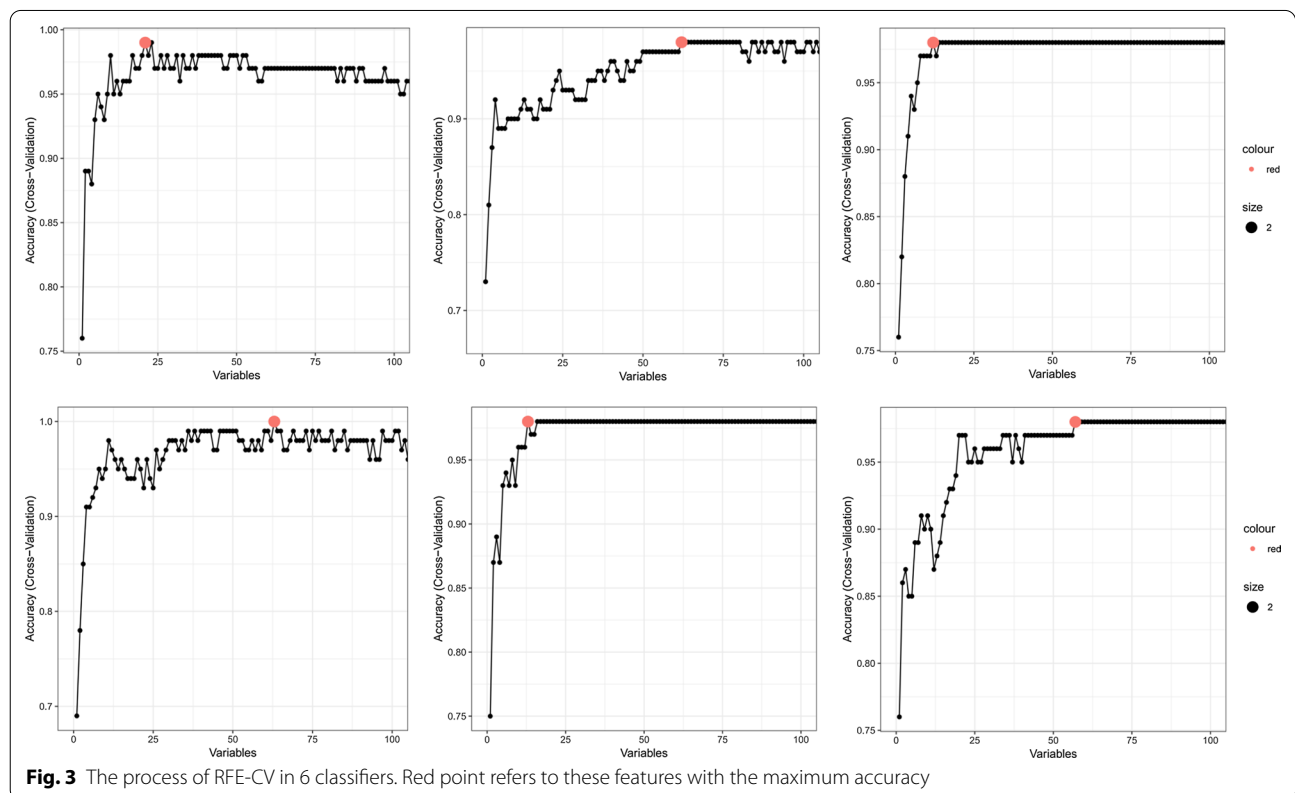 1.00
0.95
0.90
0.85
0.80
0.75
Accuracy (Cross−Validation)
0 25 50 75 100
Variables
0.9
0.8
0.7
Accuracy (Cross−Validation)
0 25 50 75 100
Variables
0.95
0.90
0.85
0.80
0.75
Accuracy (Cross−Validation)
0 25 50 75 100
Variables
colour
red
size
2
1.0
0.9
0.8
0.7
Accuracy (Cross−Validation)
0 25 50 75 100
Variables
0.95
0.90
0.85
0.80
0.75
Accuracy (Cross−Validation)
0 25 50 75 100
Variables
0.95
0.90
0.85
0.80
0.75
Accuracy (Cross−Validation)
0 25 50 75 100
Variables
colour
red
size
2
Fig. 3 The process of RFE-CV in 6 classifiers. Red point refers to these features with the maximum accuracy